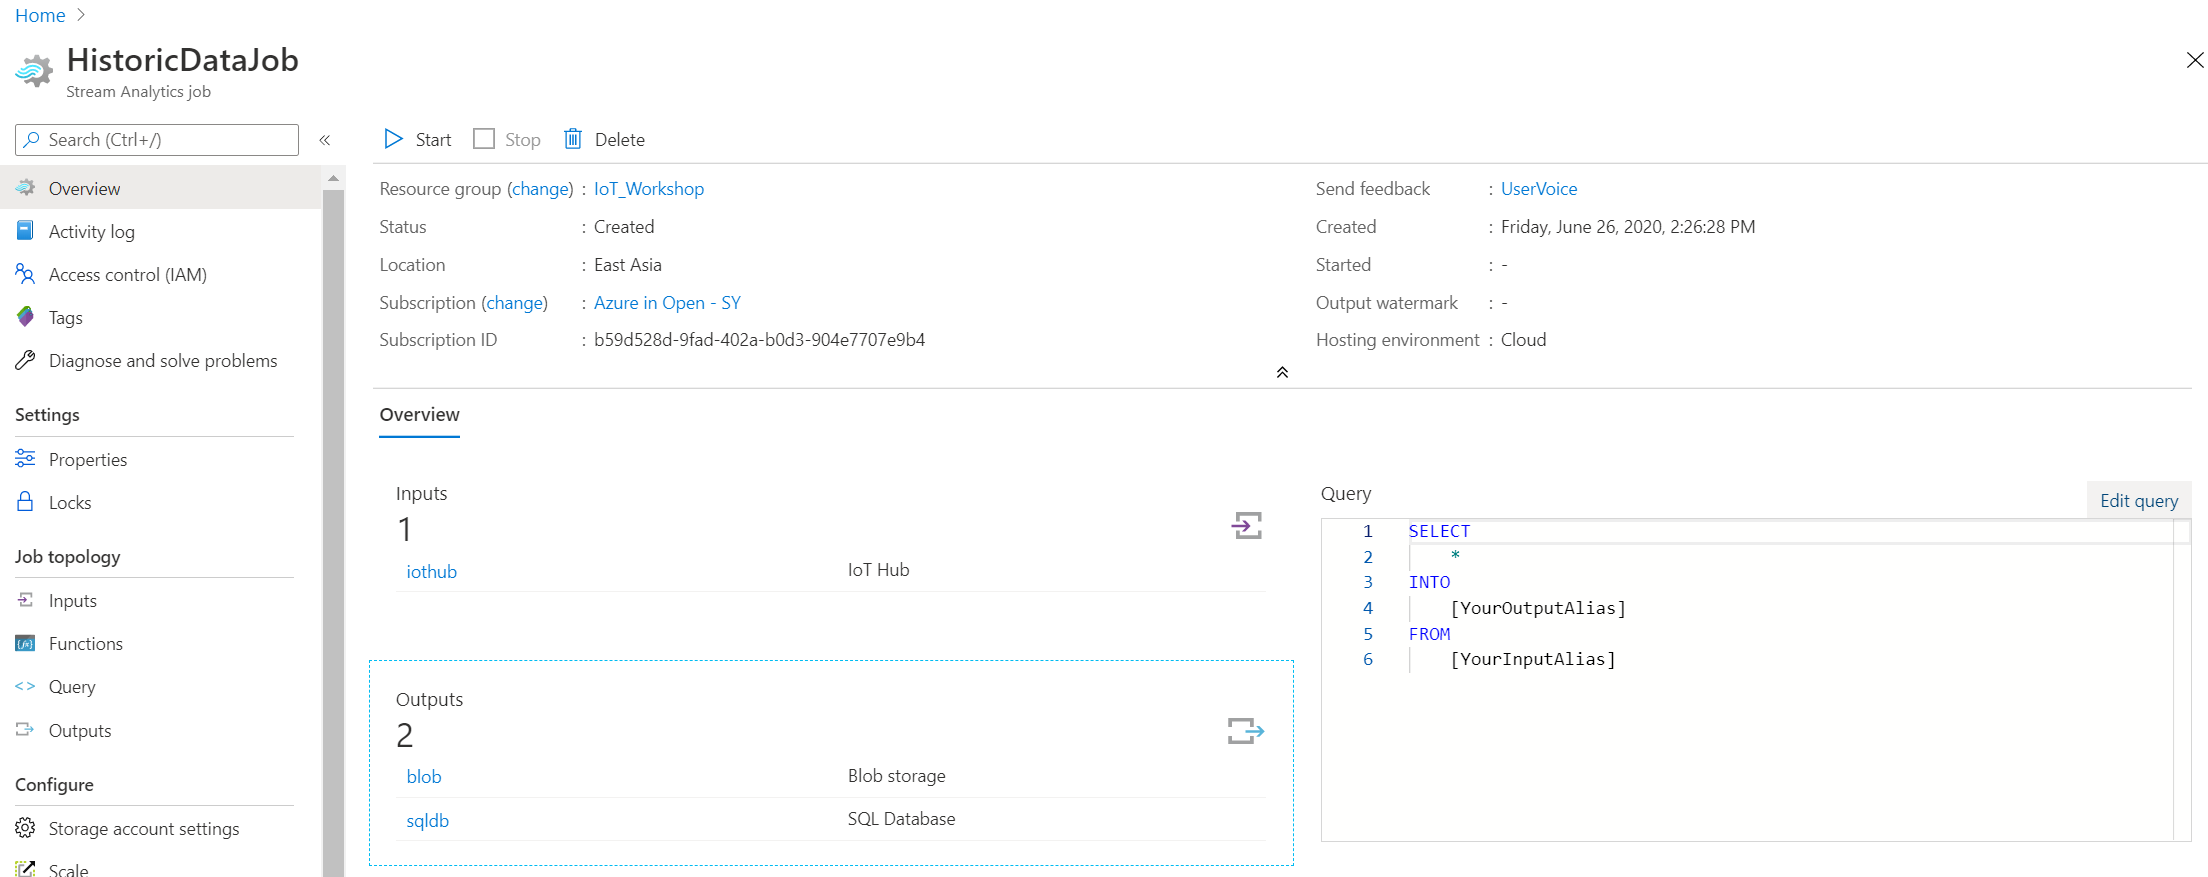 Home >
HistoricDataJob
Stream Analytics job
Search (Ctrl+/)
«
Overview
Activity log
Access control (IAM)
Tags
Diagnose and solve problems
Settings
Properties
Locks
Job topology
Inputs
Functions
Query
Outputs
Configure
Storage account settings
Scale
Start Stop Delete
Resource group (change) : IoT_Workshop
Status : Created
Location : East Asia
Subscription (change) : Azure in Open - SY
Subscription ID : b59d528d-9fad-402a-b0d3-904e7707e9b4
Send feedback : UserVoice
Created : Friday, June 26, 2020, 2:26:28 PM
Started : -
Output watermark : -
Hosting environment : Cloud
Overview
Inputs
1
iothub IoT Hub
Outputs
2
blob Blob storage
sqldb SQL Database
Query
Edit query
1 SELECT
2 *
3 INTO
4 [YourOutputAlias]
5 FROM
6 [YourInputAlias]